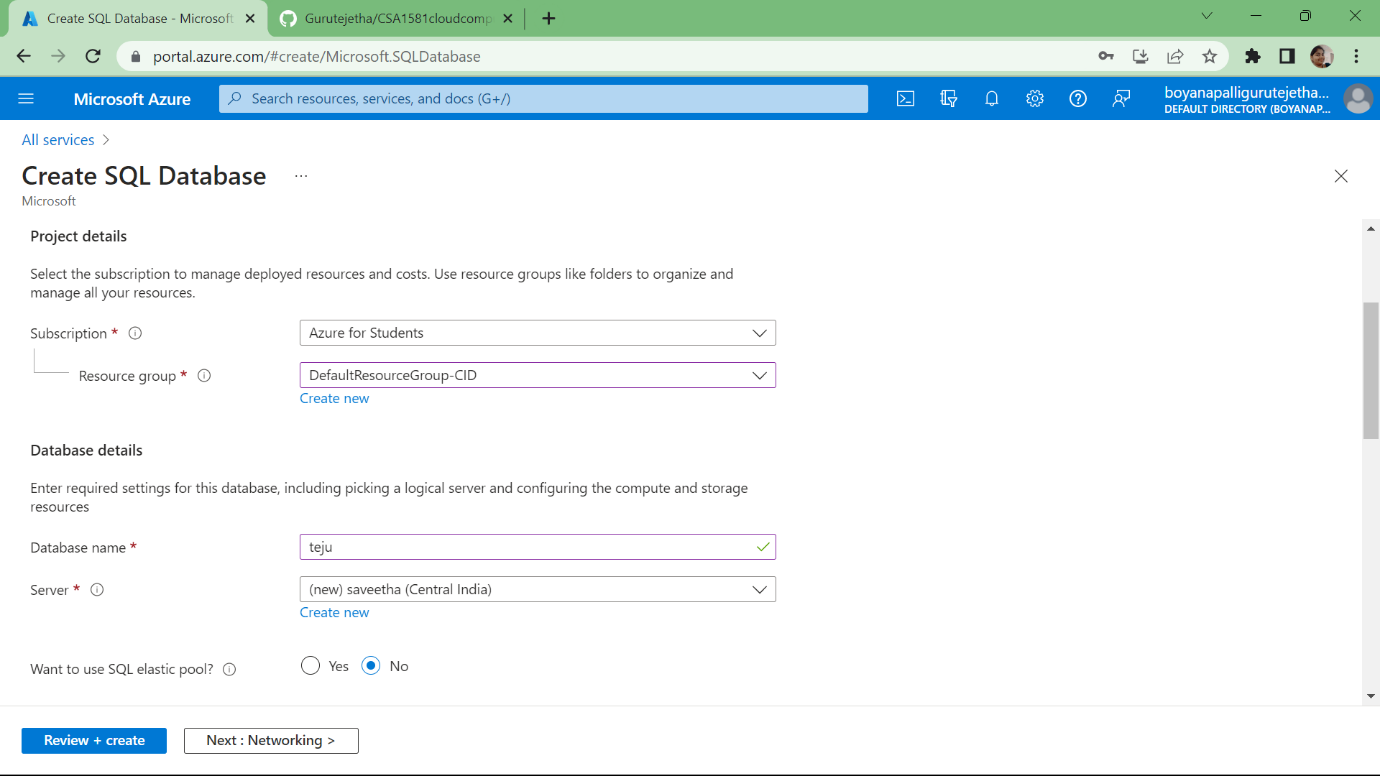 Create SQL Database - Microsoft
Gurutejetha/CSA1581cloudcomp
portal.azure.com/#create/Microsoft.SQLDatabase
Microsoft Azure
Search resources, services, and docs (G+/)
boyanapalligurutejetha...
DEFAULT DIRECTORY (BOYANAP...
All services >
Create SQL Database ...
Microsoft
Project details
Select the subscription to manage deployed resources and costs. Use resource groups like folders to organize and
manage all your resources.
Subscription * Azure for Students
Resource group * DefaultResourceGroup-CID
Create new
Database details
Enter required settings for this database, including picking a logical server and configuring the compute and storage
resources
Database name * teju
Server * (new) saveetha (Central India)
Create new
Want to use SQL elastic pool? Yes No
Review + create Next : Networking >